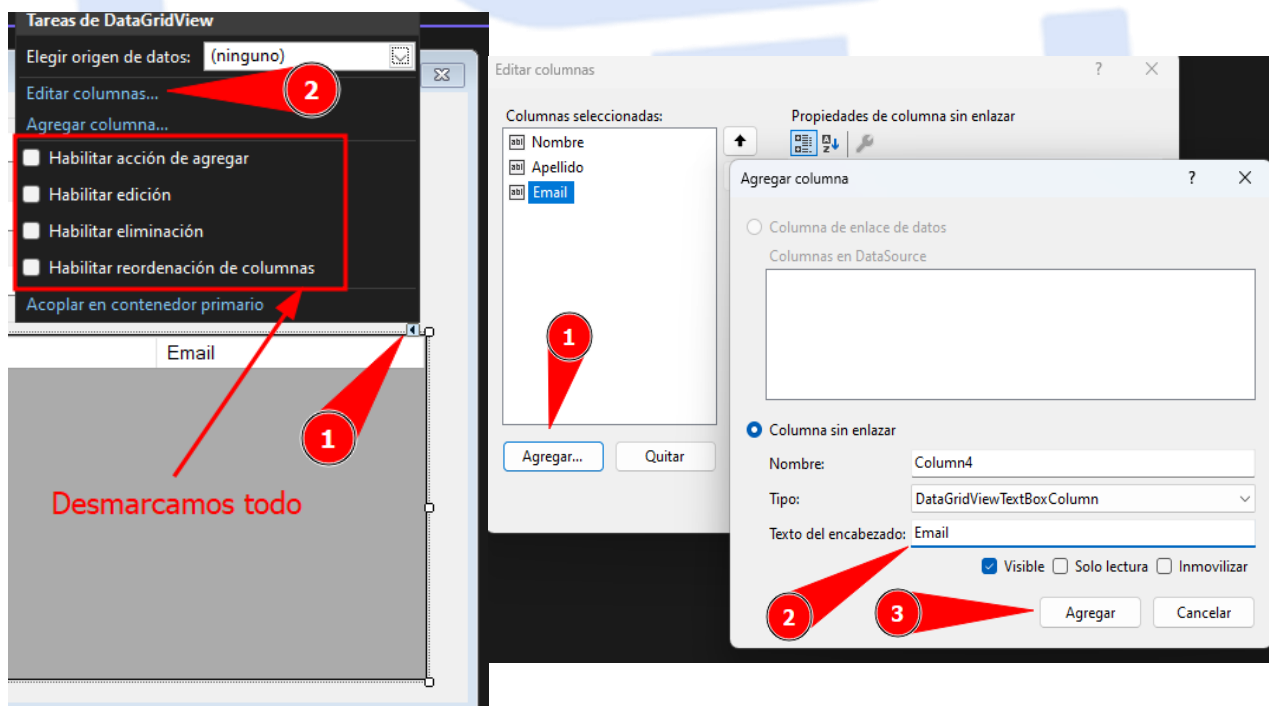 Tareas de DataGridView
Elegir origen de datos: (ninguno)
Editar columnas...
2
Agregar columna...
Habilitar acción de agregar
Habilitar edición
Habilitar eliminación
Habilitar reordenación de columnas
Acoplar en contenedor primario
Email
1
Desmarcamos todo
Editar columnas
? ×
Columnas seleccionadas:
Propiedades de columna sin enlazar
abl Nombre
abl Apellido
abl Email
1
Agregar...
Quitar
Agregar columna
? ×
Columna de enlace de datos
Columnas en DataSource
Columna sin enlazar
Nombre: Column4
Tipo: DataGridViewTextBoxColumn
Texto del encabezado: Email
Visible Solo lectura Inmovilizar
2
3
Agregar Cancelar